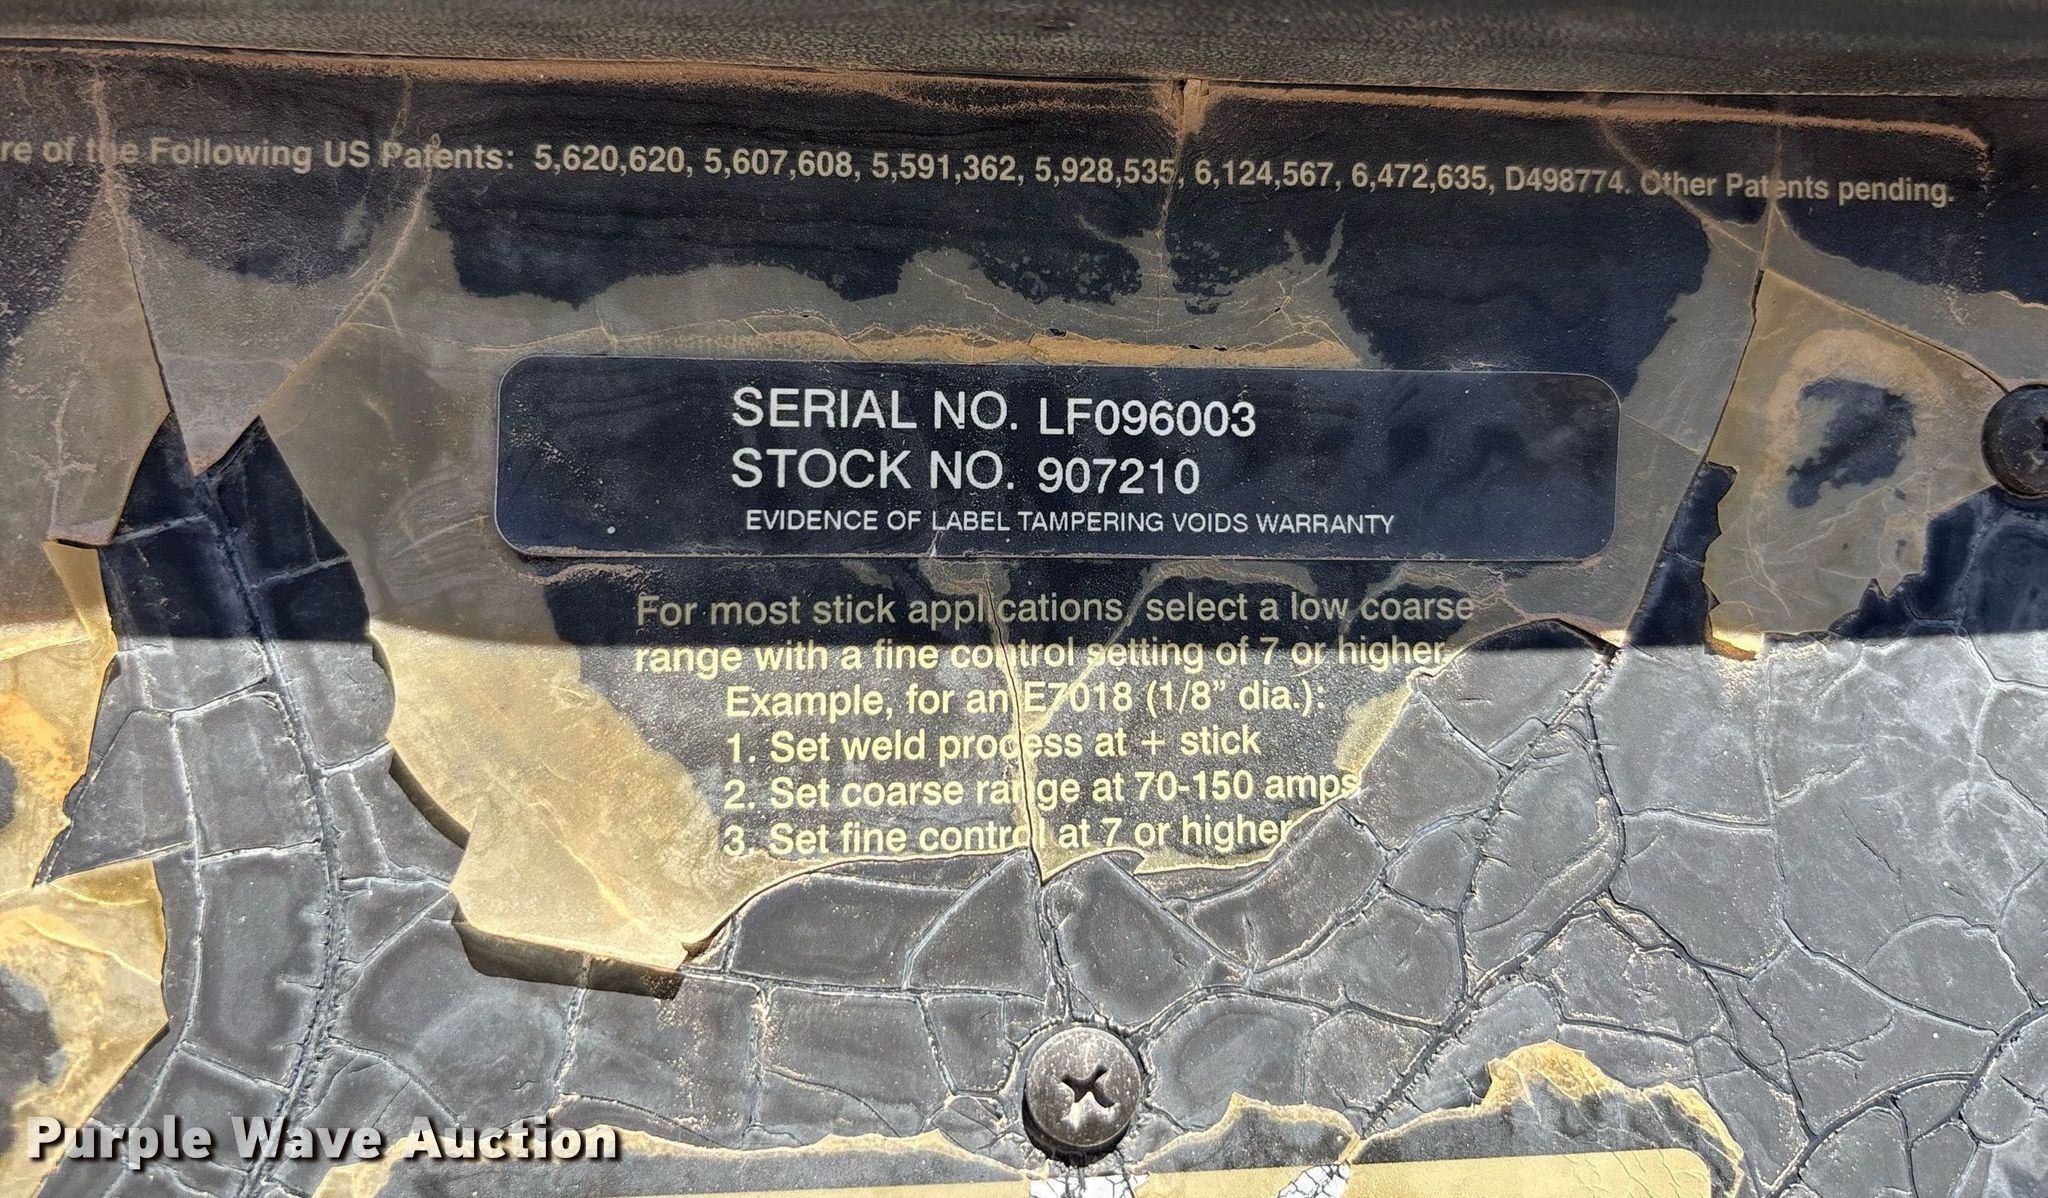 re of the Following US Patents: 5,620,620, 5,607,608, 5,591,362, 5,928,535, 6,124,567, 6,472,635, D498774. Other Patents pending.
SERIAL NO. LF096003
STOCK NO. 907210
EVIDENCE OF LABEL TAMPERING VOIDS WARRANTY
For most stick applications, select a low coarse
range with a fine control setting of 7 or higher.
Example, for an E7018 (1/8” dia.):
1. Set weld process at + stick
2. Set coarse range at 70-150 amps
3. Set fine control at 7 or higher
Purple Wave Auction